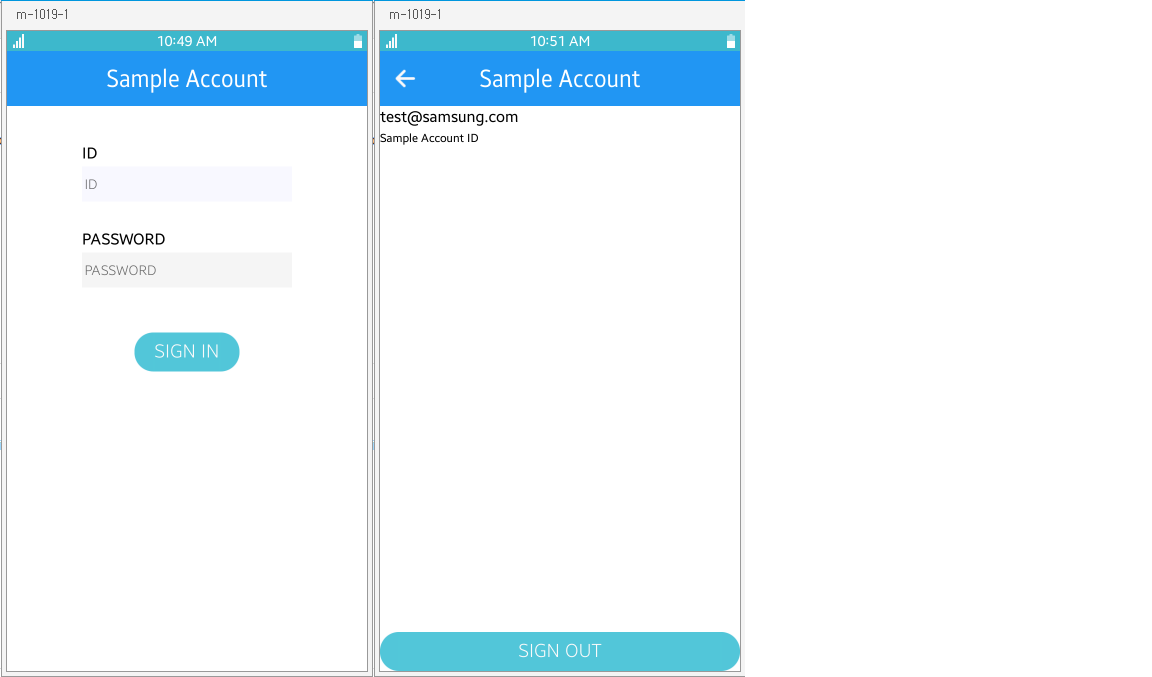 m-1019-1
10:49 AM
Sample Account
ID
ID
PASSWORD
PASSWORD
SIGN IN
m-1019-1
10:51 AM
Sample Account
test@samsung.com
Sample Account ID
SIGN OUT